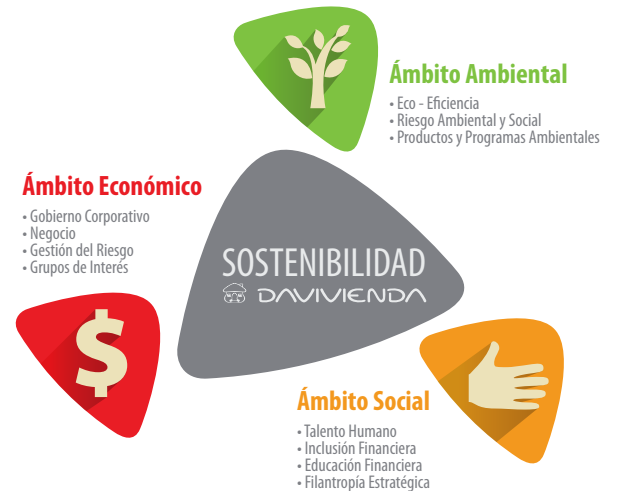 Ámbito Ambiental
• Eco - Eficiencia
• Riesgo Ambiental y Social
• Productos y Programas Ambientales
Ámbito Económico
• Gobierno Corporativo
• Negocio
• Gestión del Riesgo
• Grupos de Interés
SOSTENIBILIDAD
DAVIVIENDA
$
Ámbito Social
• Talento Humano
• Inclusión Financiera
• Educación Financiera
• Filantropía Estratégica